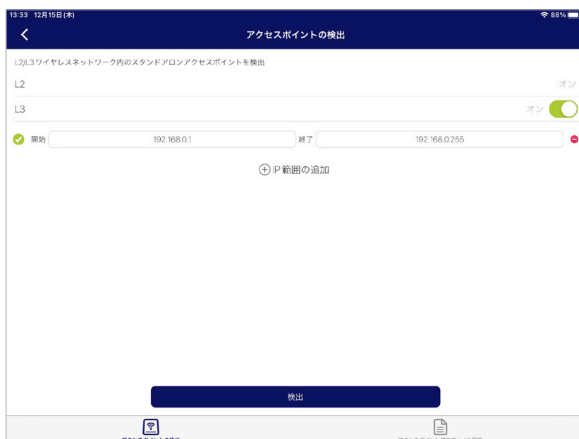 13:33 12月15日(木) 88%
アクセスポイントの検出
L2/L3ワイヤレスネットワーク内のスタンドアロンアクセスポイントを検出
L2 オン
L3 オン
開始 192.168.0.1 終了 192.168.0.255
IP範囲の追加
検出